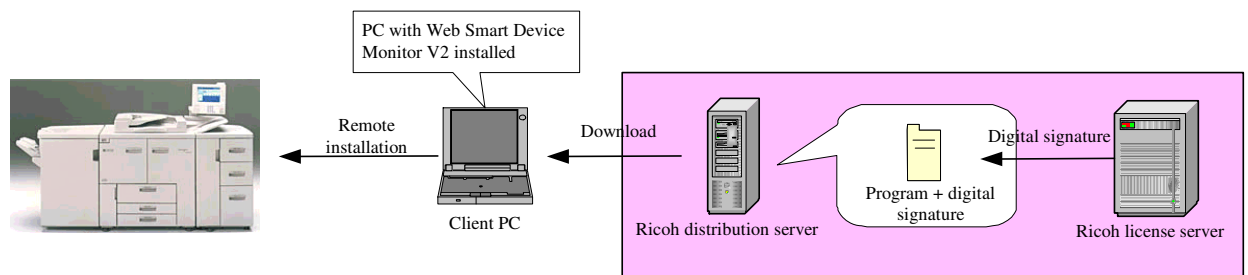 PC with Web Smart Device
Monitor V2 installed
Remote
installation
Download
Digital signature
Program + digital
signature
Client PC
Ricoh distribution server
Ricoh license server